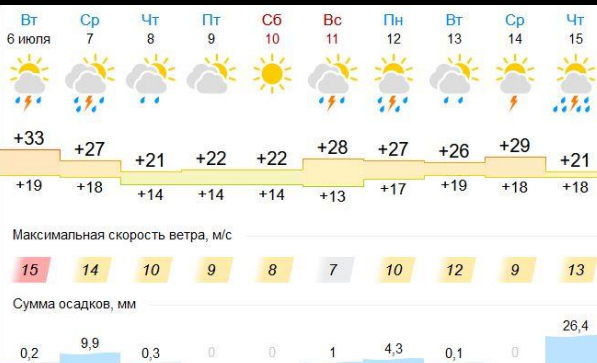 Вт Ср Чт Пт Сб Вс Пн Вт Ср Чт
6 июля 7 8 9 10 11 12 13 14 15
+33 +27 +21 +22 +22 +28 +27 +26 +29 +21
+19 +18 +14 +14 +14 +13 +17 +19 +18 +18
Максимальная скорость ветра, м/с
15 14 10 9 8 7 10 12 9 13
Сумма осадков, мм
0,2 9,9 0,3 0 0 1 4,3 0,1 0 26,4